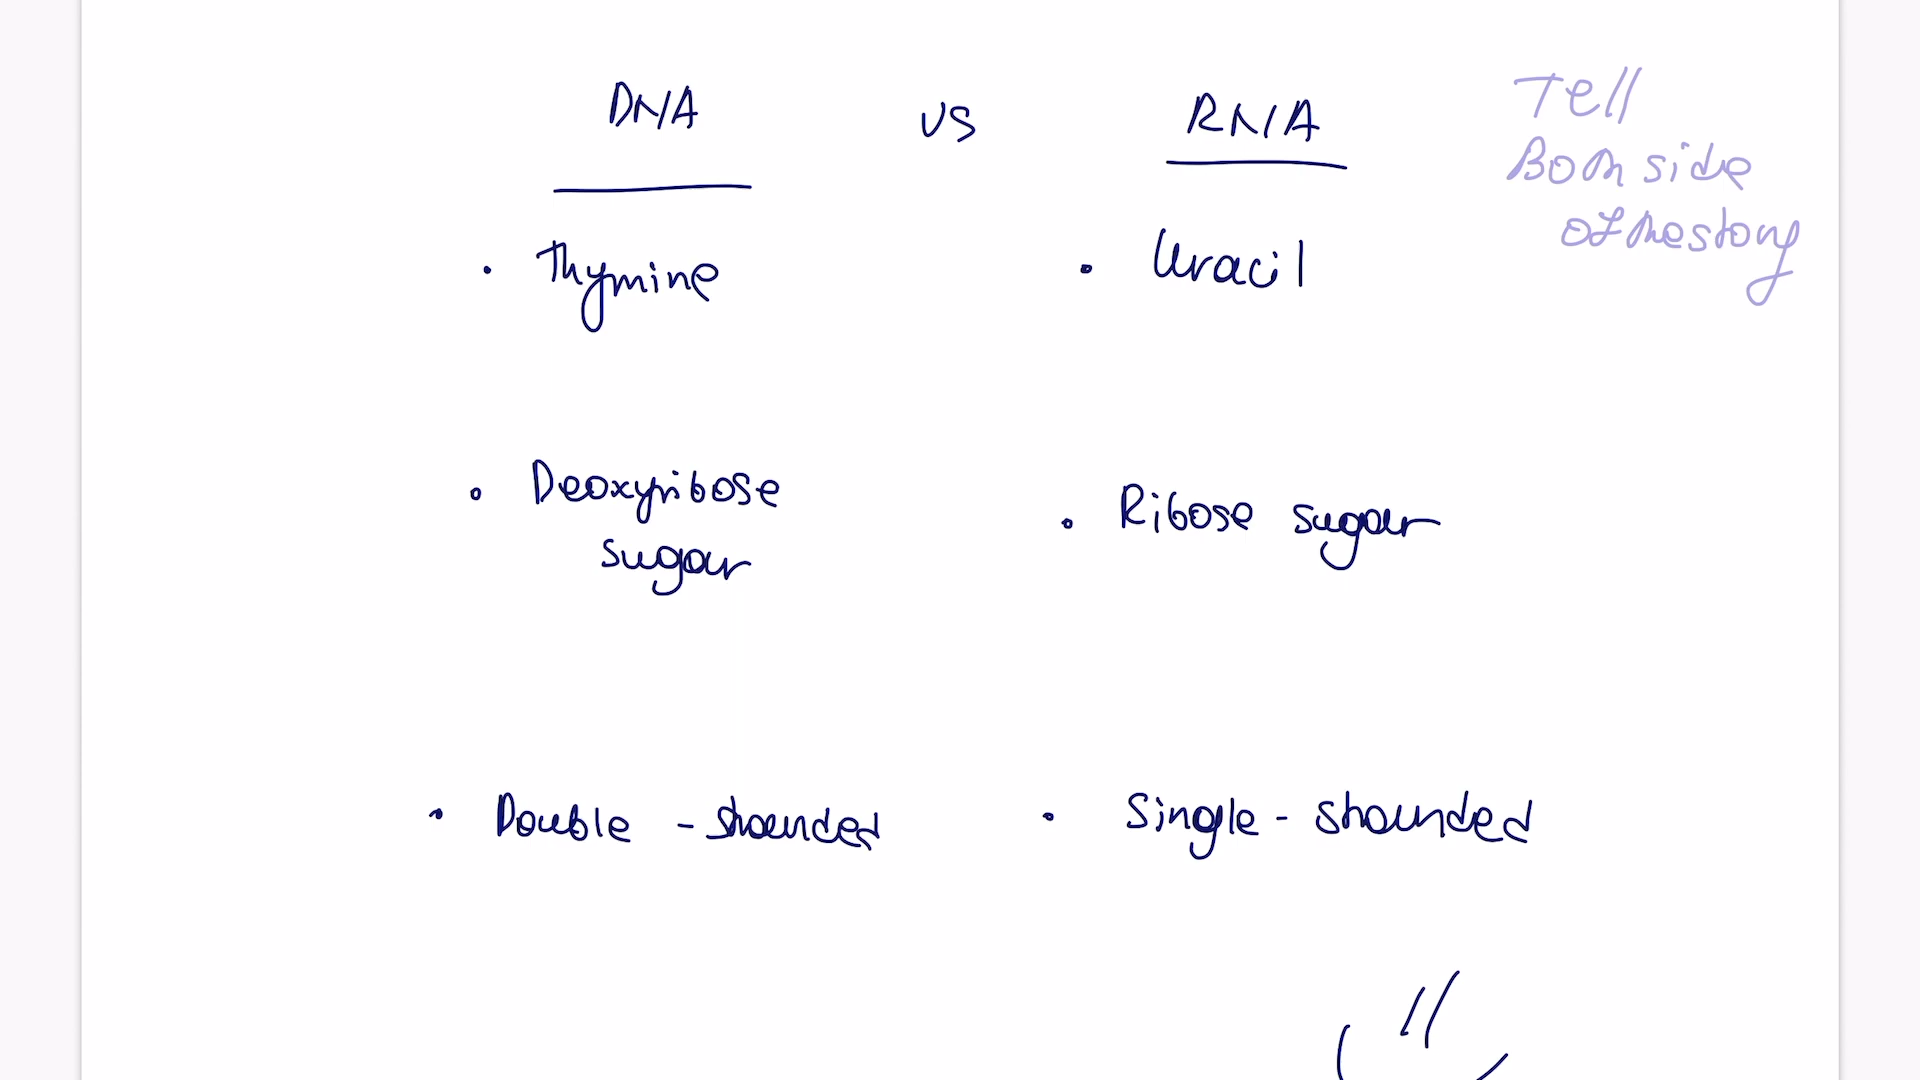 DNA vs RNA
Tell
Both side
of the story
• Thymine
• Uracil
• Deoxyribose
sugar
• Ribose sugar
• Double - stranded
• Single - stranded